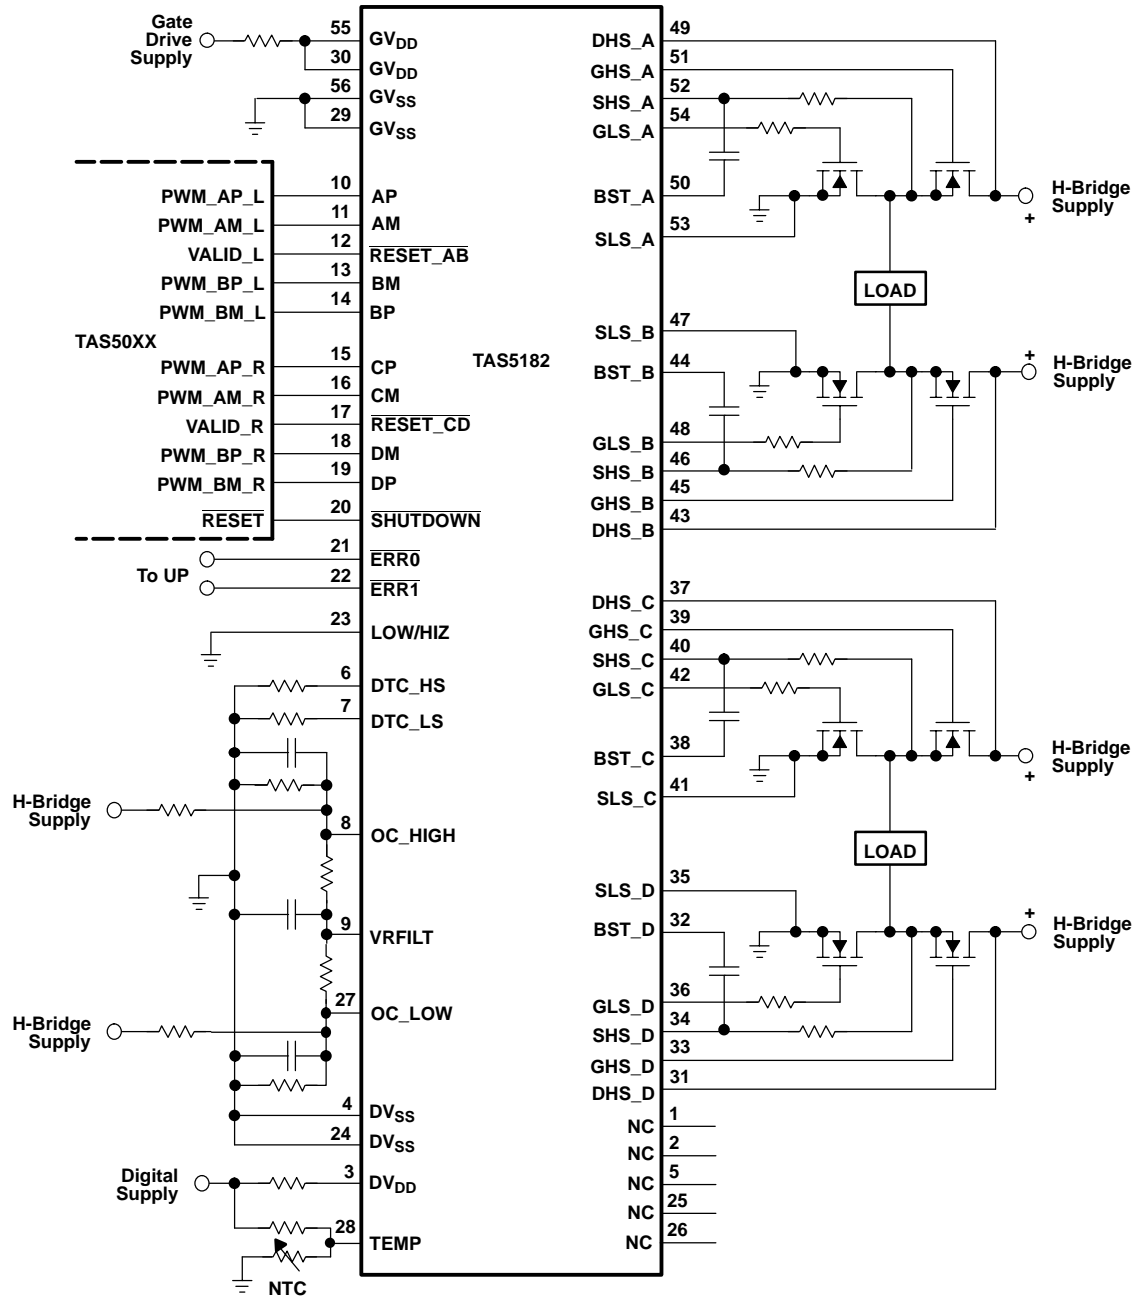 Gate
Drive
Supply
55
GVDD
30
GVDD
56
GVSS
29
GVSS
PWM_AP_L
10
AP
PWM_AM_L
11
AM
VALID_L
12
RESET_AB
PWM_BP_L
13
BM
PWM_BM_L
14
BP
TAS50XX
PWM_AP_R
15
CP
PWM_AM_R
16
CM
VALID_R
17
RESET_CD
PWM_BP_R
18
DM
PWM_BM_R
19
DP
RESET
20
SHUTDOWN
To UP
21
ERR0
22
ERR1
23
LOW/HIZ
6
DTC_HS
7
DTC_LS
H-Bridge
Supply
8
OC_HIGH
9
VRFILT
H-Bridge
Supply
27
OC_LOW
4
DVSS
24
DVSS
Digital
Supply
3
DVDD
28
TEMP
NTC
TAS5182
DHS_A
49
GHS_A
51
SHS_A
52
GLS_A
54
BST_A
50
SLS_A
53
H-Bridge
Supply
+
LOAD
SLS_B
47
BST_B
44
GLS_B
48
SHS_B
46
GHS_B
45
DHS_B
43
+
H-Bridge
Supply
DHS_C
37
GHS_C
39
SHS_C
40
GLS_C
42
BST_C
38
SLS_C
41
H-Bridge
Supply
+
LOAD
SLS_D
35
BST_D
32
GLS_D
36
SHS_D
34
GHS_D
33
DHS_D
31
+
H-Bridge
Supply
NC
1
NC
2
NC
5
NC
25
NC
26